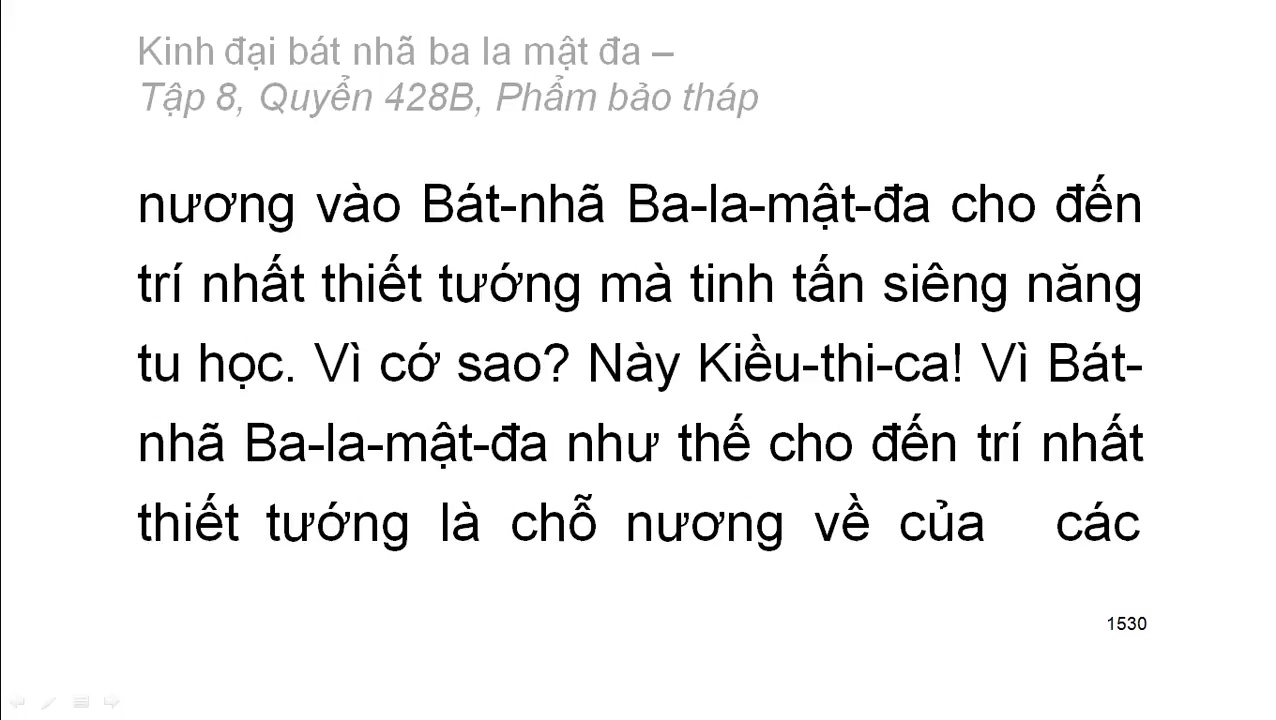 Kinh đại bát nhã ba la mật đa –
Tập 8, Quyển 428B, Phẩm bảo tháp
nương vào Bát-nhã Ba-la-mật-đa cho đến
trí nhất thiết tướng mà tinh tấn siêng năng
tu học. Vì cớ sao? Này Kiều-thi-ca! Vì Bát-
nhã Ba-la-mật-đa như thế cho đến trí nhất
thiết tướng là chỗ nương về của các
1530